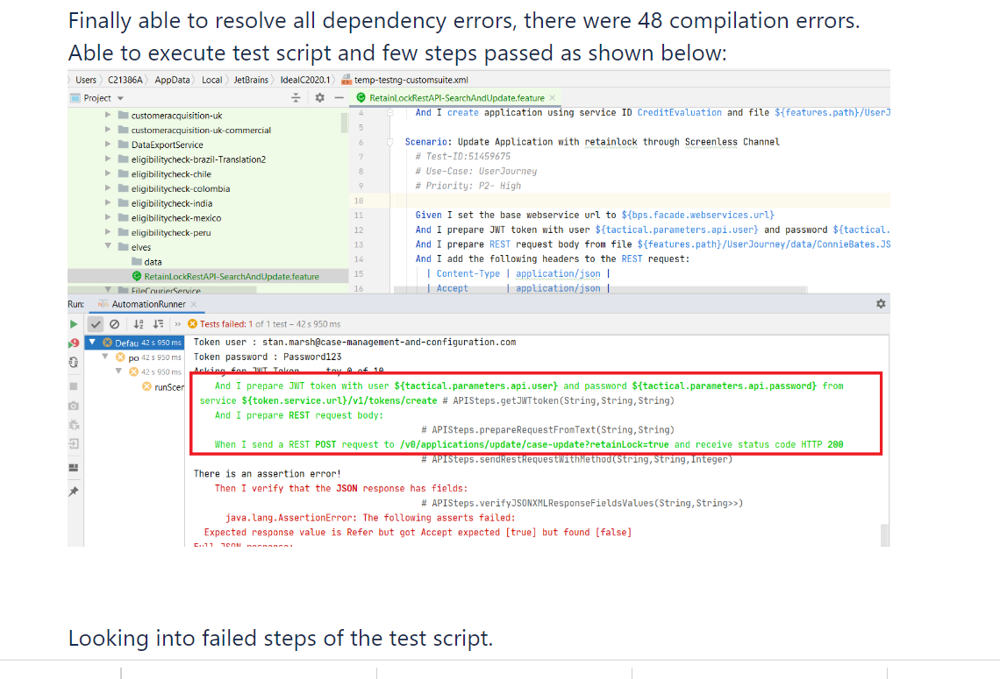 Finally able to resolve all dependency errors, there were 48 compilation errors.
Able to execute test script and few steps passed as shown below:
Users C21386A AppData Local JetBrains IdealC2020.1 temp-testng-customsuite.xml
Project RetainLockRestAPI-SearchAndUpdate.feature
customeracquisition-uk
customeracquisition-uk-commercial
DataExportService
eligibilitycheck-brazil-Translation2
eligibilitycheck-chile
eligibilitycheck-colombia
eligibilitycheck-india
eligibilitycheck-mexico
eligibilitycheck-peru
elves
data
RetainLockRestAPI-SearchAndUpdate.feature
FileCourierService
4 And I create application using service ID CreditEvaluation and file ${features.path}/UserJ
5
6 Scenario: Update Application with retainlock through Screenless Channel
7 # Test-ID:51459675
8 # Use-Case: UserJourney
9 # Priority: P2- High
10
11 Given I set the base webservice url to ${bps.facade.webservices.url}
12 And I prepare JWT token with user ${tactical.parameters.api.user} and password ${tactical.
13 And I prepare REST request body from file ${features.path}/UserJourney/data/ConnieBates.JS
14 And I add the following headers to the REST request:
15 | Content-Type | application/json |
16 | Accept | application/json |
Run: AutomationRunner
Tests failed: 1 of 1 test – 42 s 950 ms
Defau 42 s 950 ms
po 42 s 950 ms
42 s 950 ms
runScer
Token user : stan.marsh@case-management-and-configuration.com
Token password : Password123
Asking for JWT Token ... try 0 of 10
And I prepare JWT token with user ${tactical.parameters.api.user} and password ${tactical.parameters.api.password} from
service ${token.service.url}/v1/tokens/create # APISteps.getJWTtoken(String,String,String)
And I prepare REST request body:
# APISteps.prepareRequestFromText(String,String)
When I send a REST POST request to /v0/applications/update/case-update?retainLock=true and receive status code HTTP 200
# APISteps.sendRestRequestWithMethod(String,String,Integer)
There is an assertion error!
Then I verify that the JSON response has fields:
# APISteps.verifyJSONXMLResponseFieldsValues(String,String>>)
java.lang.AssertionError: The following asserts failed:
Expected response value is Refer but got Accept expected [true] but found [false]
Full JSON response:
Looking into failed steps of the test script.